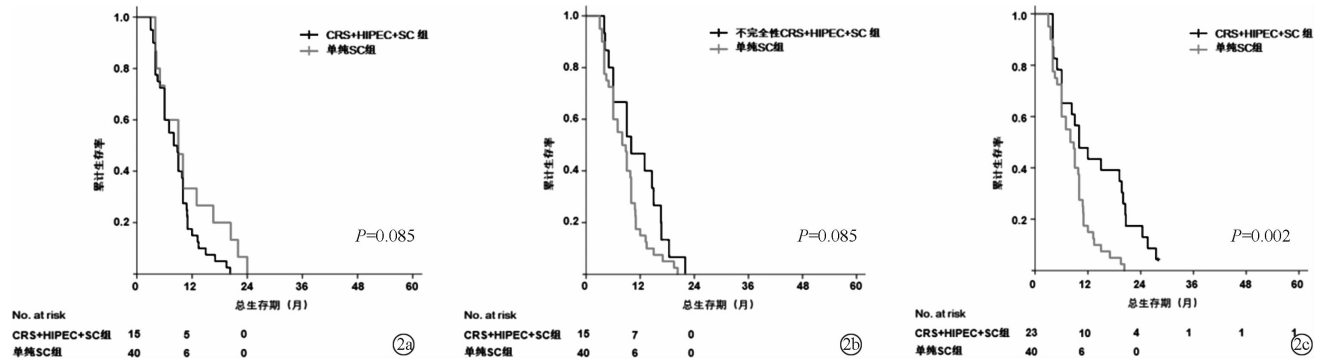 1.0
0.8
0.6
0.4
0.2
累计生存率
CRS+HIPEC+SC 组
单纯SC组
P=0.085
0 12 24 36 48 60
总生存期（月）
No. at risk
CRS+HIPEC+SC组 15 5 0
单纯SC组 40 6 0
2a
1.0
0.8
0.6
0.4
0.2
累计生存率
不完全性CRS+HIPEC+SC 组
单纯SC组
P=0.085
0 12 24 36 48 60
总生存期（月）
No. at risk
CRS+HIPEC+SC组 15 7 0
单纯SC组 40 6 0
2b
1.0
0.8
0.6
0.4
0.2
累计生存率
CRS+HIPEC+SC 组
单纯SC组
P=0.002
0 12 24 36 48 60
总生存期（月）
No. at risk
CRS+HIPEC+SC组 23 10 4 1 1 1
单纯SC组 40 6 0
2c